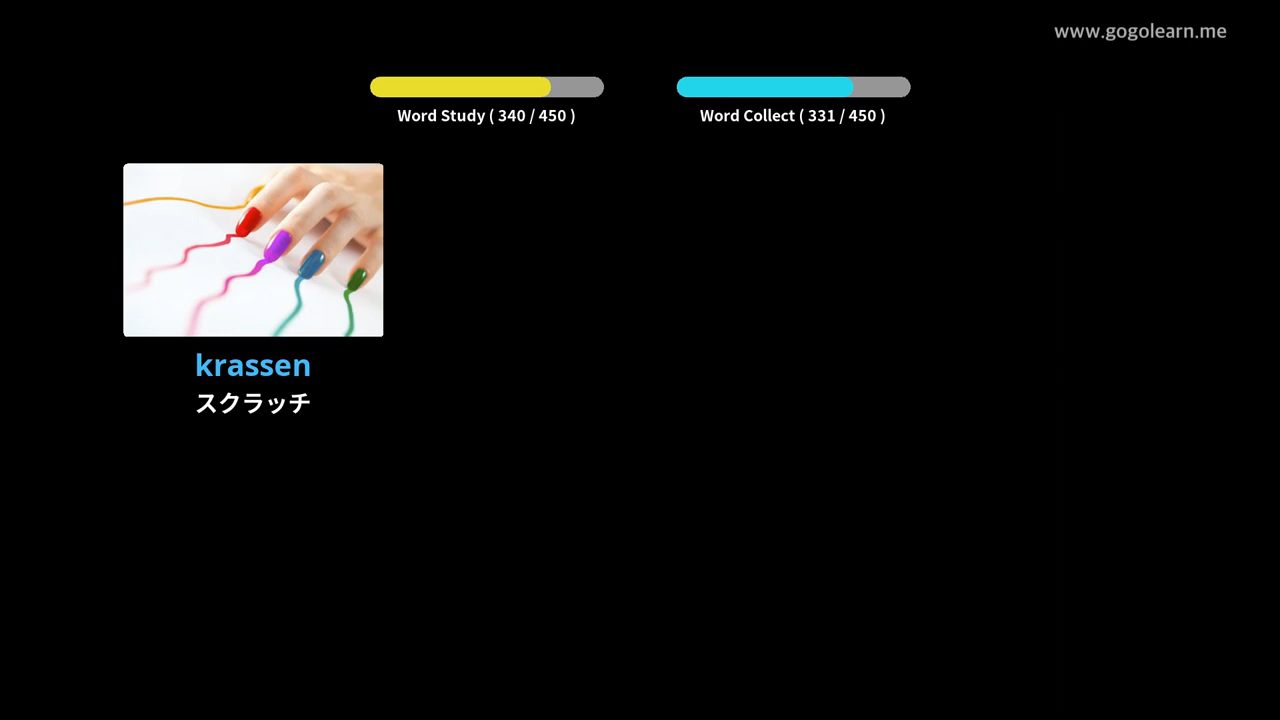 www.gogolearn.me
Word Study ( 340 / 450 )
Word Collect ( 331 / 450 )
krassen
スクラッチ